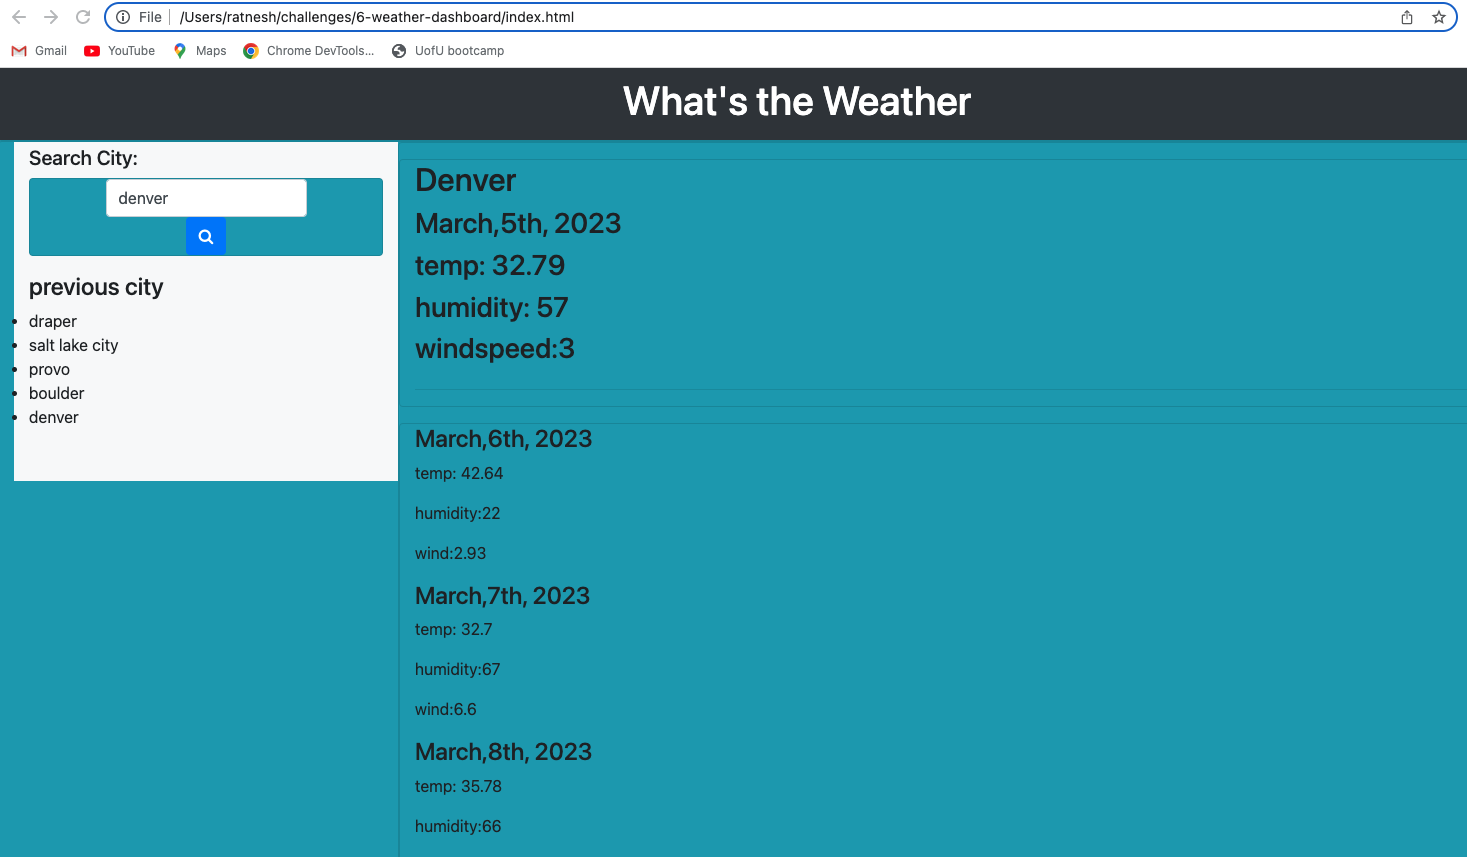 File /Users/ratnesh/challenges/6-weather-dashboard/index.html
Gmail YouTube Maps Chrome DevTools... UofU bootcamp
What's the Weather
Search City:
denver
previous city
draper
salt lake city
provo
boulder
denver
Denver
March,5th, 2023
temp: 32.79
humidity: 57
windspeed:3
March,6th, 2023
temp: 42.64
humidity:22
wind:2.93
March,7th, 2023
temp: 32.7
humidity:67
wind:6.6
March,8th, 2023
temp: 35.78
humidity:66